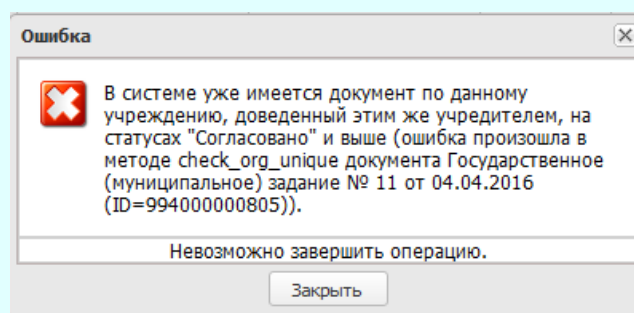 Ошибка
В системе уже имеется документ по данному
учреждению, доведенный этим же учредителем, на
статусах "Согласовано" и выше (ошибка произошла в
методе check_org_unique документа Государственное
(муниципальное) задание № 11 от 04.04.2016
(ID=994000000805)).
Невозможно завершить операцию.
Закрыть